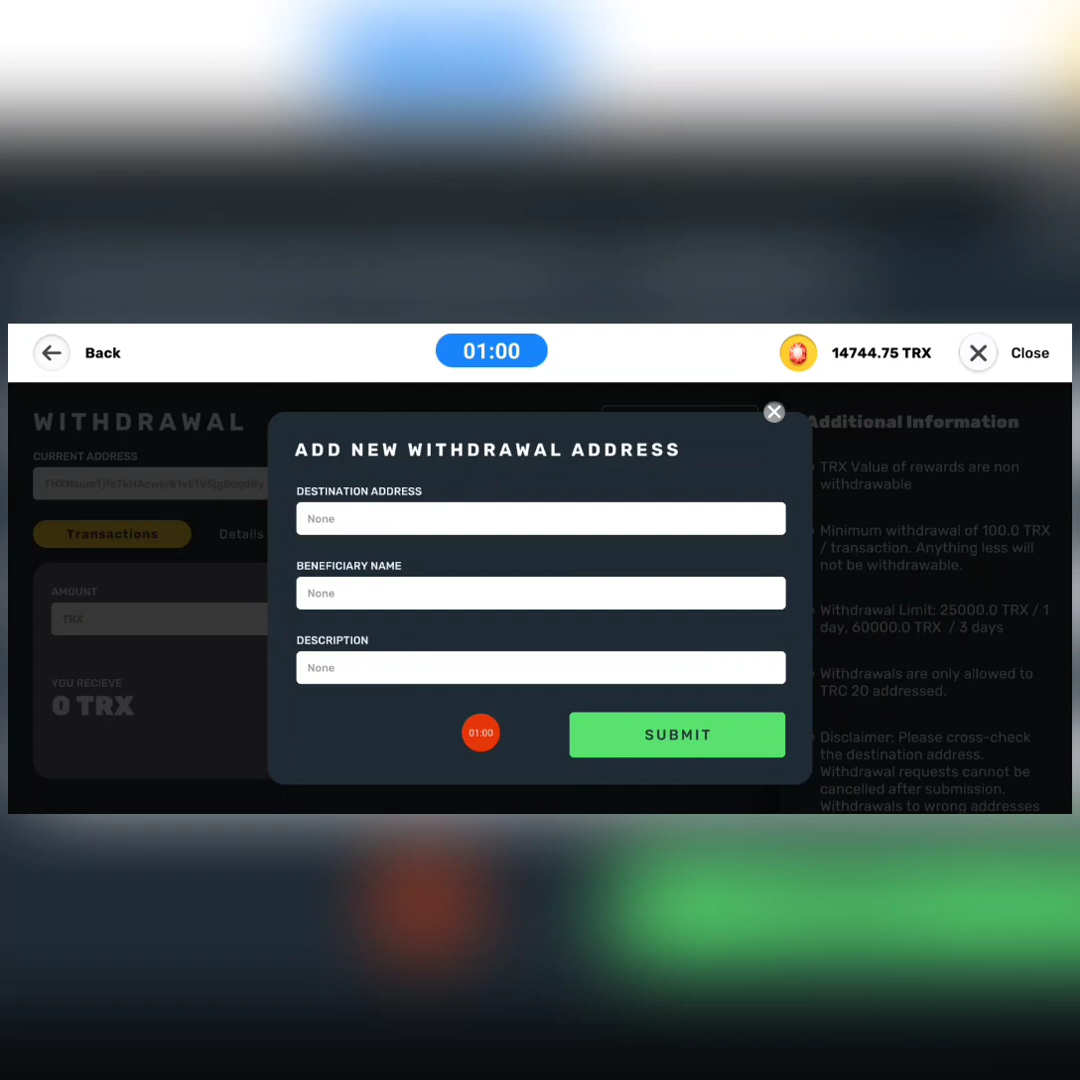 Back
01:00
14744.75 TRX
Close
WITHDRAWAL
CURRENT ADDRESS
Transactions
Details
AMOUNT
TRX
YOU RECIEVE
0 TRX
ADD NEW WITHDRAWAL ADDRESS
DESTINATION ADDRESS
None
BENEFICIARY NAME
None
DESCRIPTION
None
01:00
SUBMIT
Additional Information
TRX Value of rewards are non
withdrawable
Minimum withdrawal of 100.0 TRX
/ transaction. Anything less will
not be withdrawable.
Withdrawal Limit: 25000.0 TRX / 1
day, 60000.0 TRX / 3 days
Withdrawals are only allowed to
TRC 20 addressed.
Disclaimer: Please cross-check
the destination address.
Withdrawal requests cannot be
cancelled after submission.
Withdrawals to wrong addresses